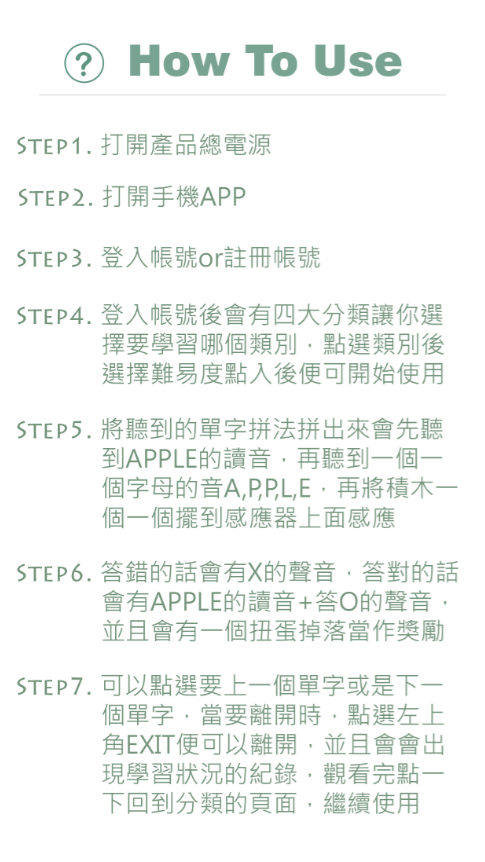 ? How To Use
STEP1. 打開產品總電源
STEP2. 打開手機APP
STEP3. 登入帳號or註冊帳號
STEP4. 登入帳號後會有四大分類讓你選
擇要學習哪個類別，點選類別後
選擇難易度點入後便可開始使用
STEP5. 將聽到的單字拼法拼出來會先聽
到APPLE的讀音，再聽到一個一
個字母的音A,P,P,L,E，再將積木一
個一個擺到感應器上面感應
STEP6. 答錯的話會有X的聲音，答對的話
會有APPLE的讀音+答O的聲音，
並且會有一個扭蛋掉落當作獎勵
STEP7. 可以點選要上一個單字或是下一
個單字，當要離開時，點選左上
角EXIT便可以離開，並且會會出
現學習狀況的紀錄，觀看完點一
下回到分類的頁面，繼續使用